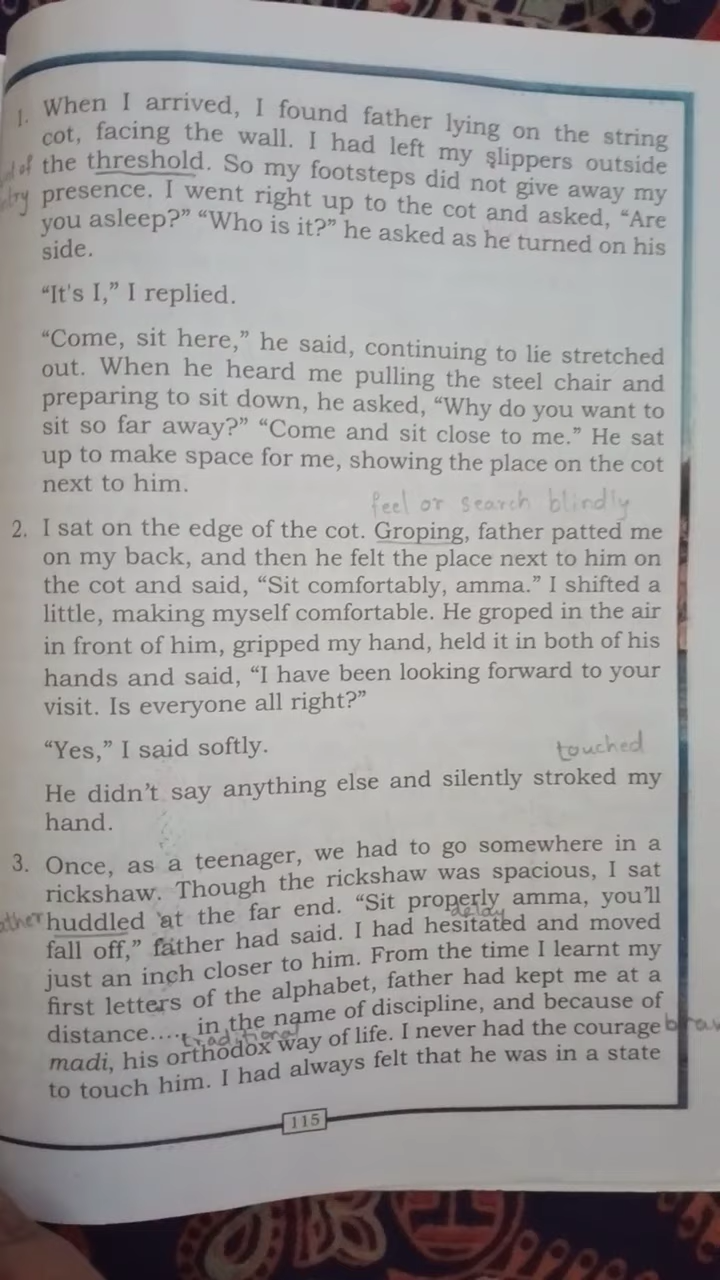 1. When I arrived, I found father lying on the string
cot, facing the wall. I had left my slippers outside
the threshold. So my footsteps did not give away my
presence. I went right up to the cot and asked, “Are
you asleep?” “Who is it?” he asked as he turned on his
side.
“It's I,” I replied.
“Come, sit here,” he said, continuing to lie stretched
out. When he heard me pulling the steel chair and
preparing to sit down, he asked, “Why do you want to
sit so far away?” “Come and sit close to me.” He sat
up to make space for me, showing the place on the cot
next to him.
feel or search blindly
2. I sat on the edge of the cot. Groping, father patted me
on my back, and then he felt the place next to him on
the cot and said, “Sit comfortably, amma.” I shifted a
little, making myself comfortable. He groped in the air
in front of him, gripped my hand, held it in both of his
hands and said, “I have been looking forward to your
visit. Is everyone all right?”
“Yes,” I said softly.
touched
He didn’t say anything else and silently stroked my
hand.
3. Once, as a teenager, we had to go somewhere in a
rickshaw. Though the rickshaw was spacious, I sat
huddled at the far end. “Sit properly amma, you’ll
delay
fall off,” father had said. I had hesitated and moved
just an inch closer to him. From the time I learnt my
first letters of the alphabet, father had kept me at a
distance.... in the name of discipline, and because of
traditional
madi, his orthodox way of life. I never had the courage
to touch him. I had always felt that he was in a state
115